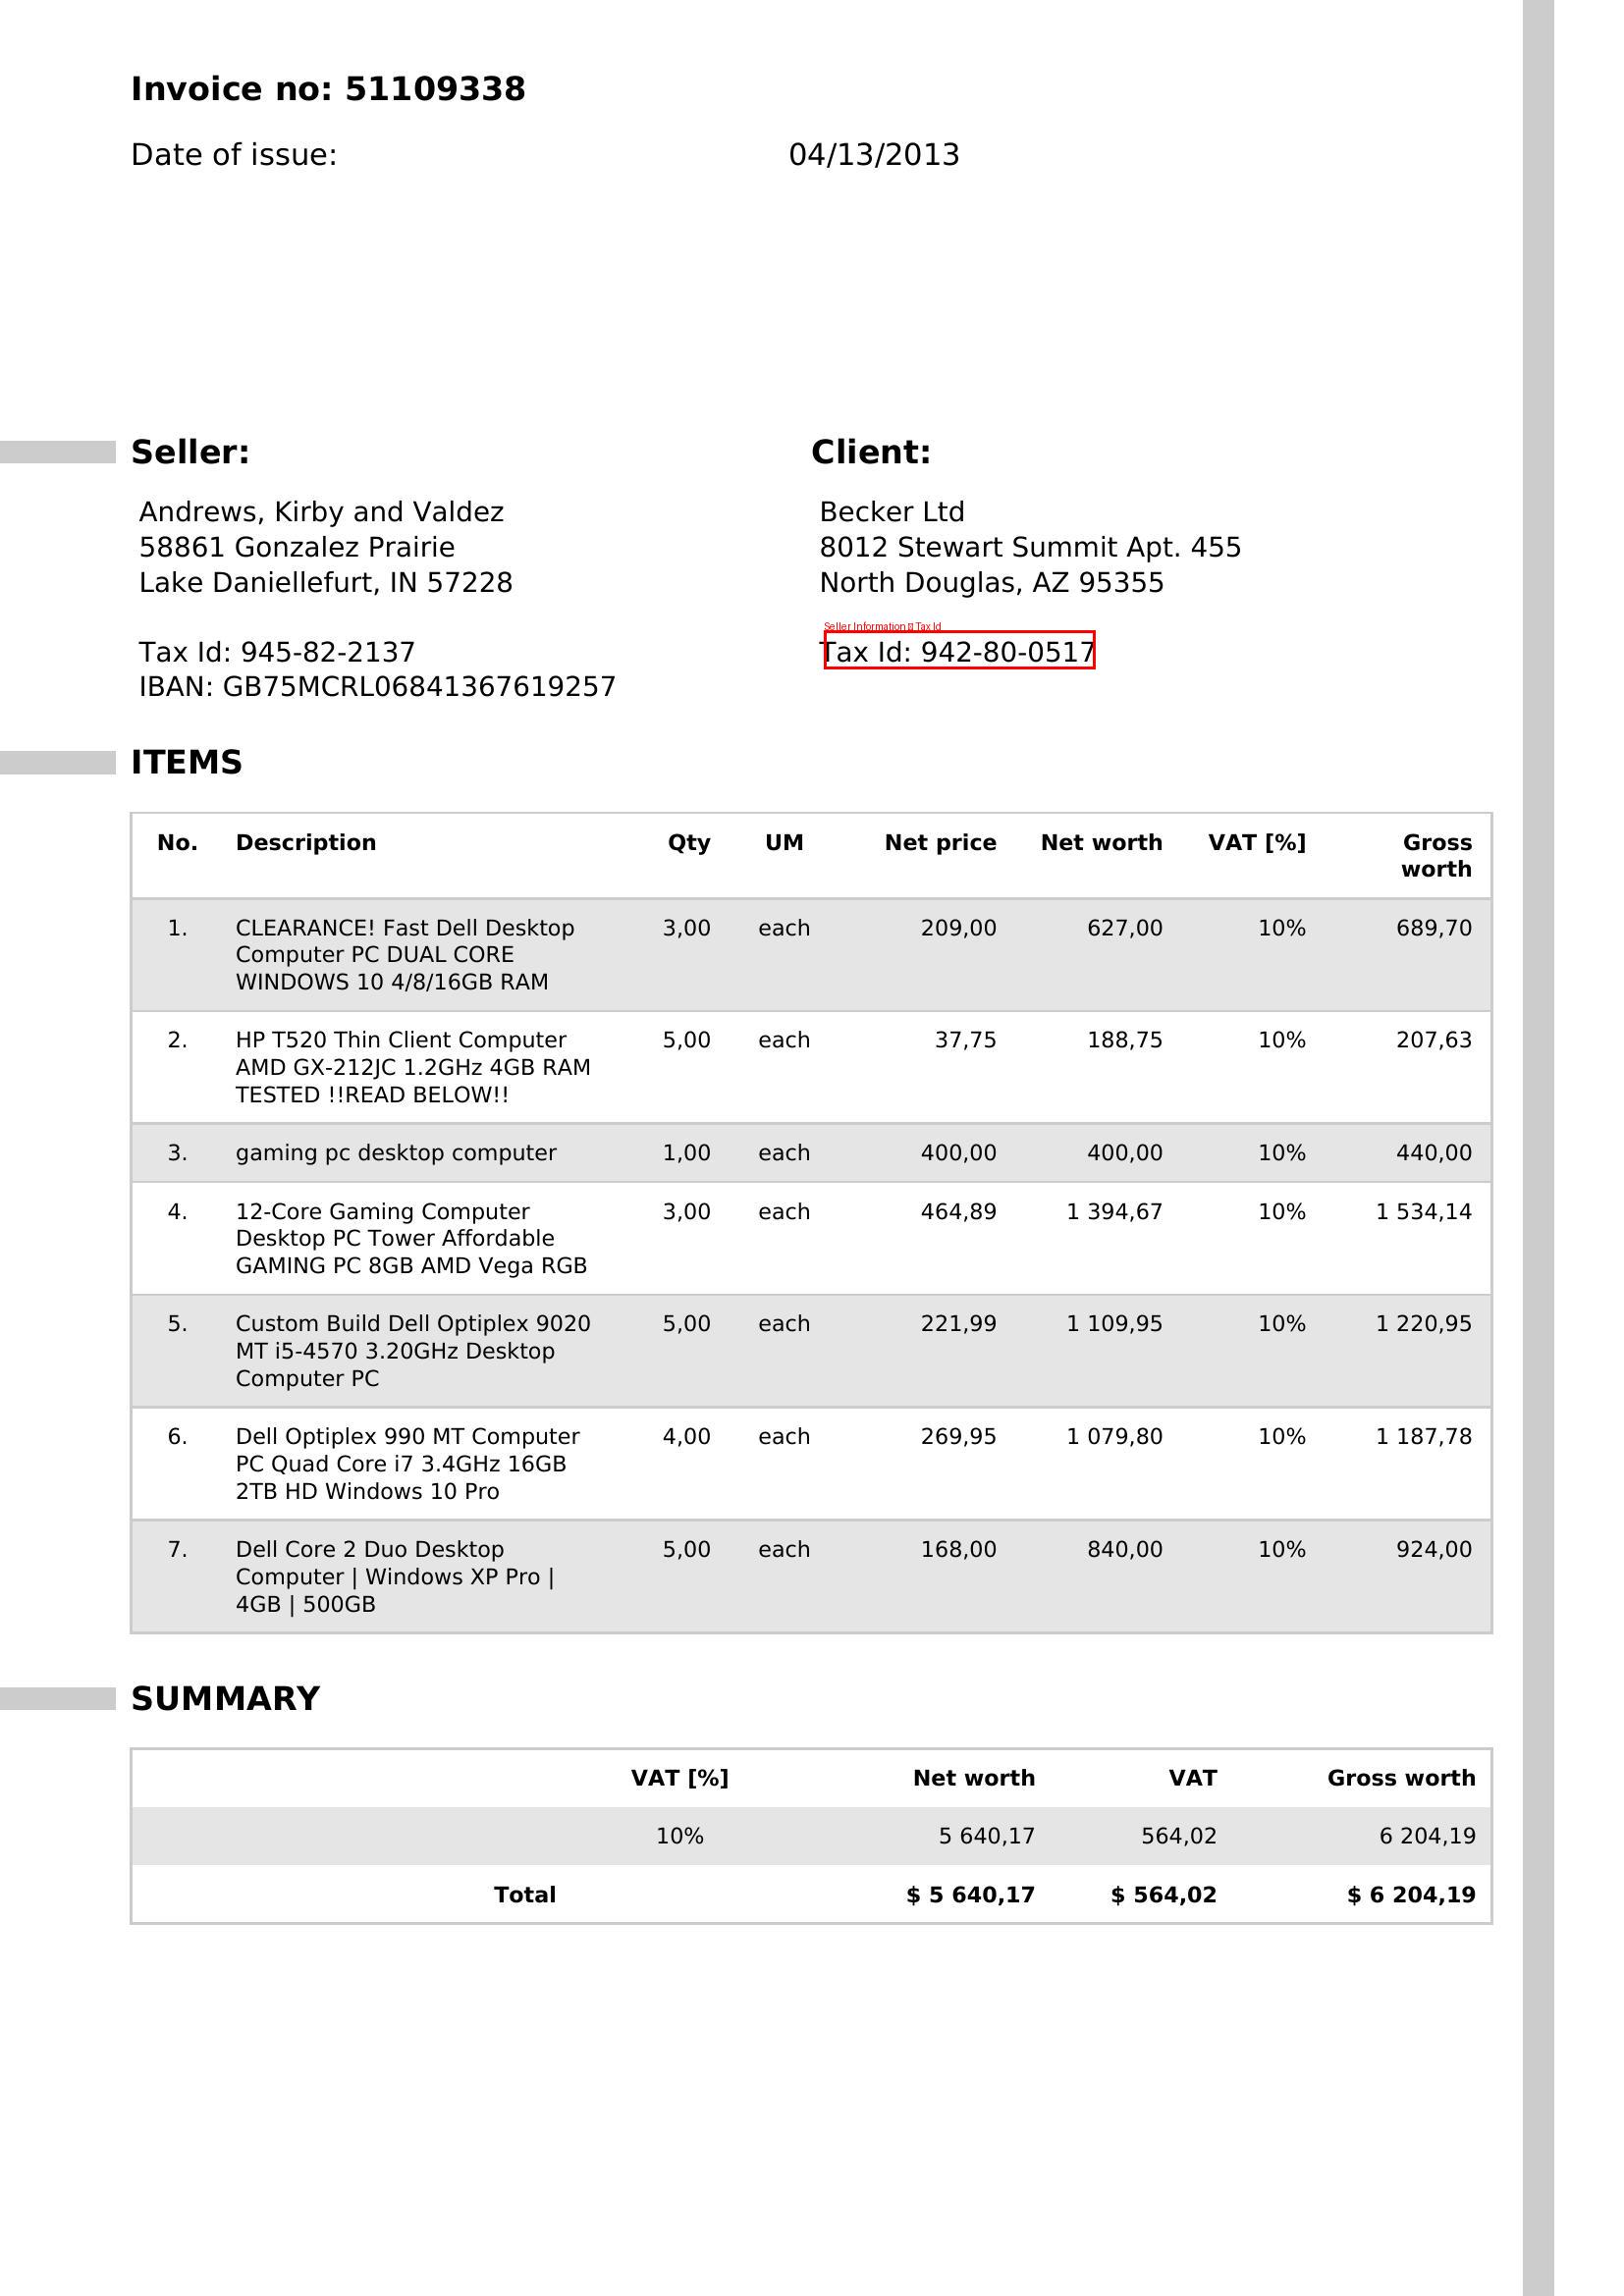 Invoice no: 51109338
Date of issue: 04/13/2013
Seller:
Andrews, Kirby and Valdez
58861 Gonzalez Prairie
Lake Daniellefurt, IN 57228
Tax Id: 945-82-2137
IBAN: GB75MCRL06841367619257
Client:
Becker Ltd
8012 Stewart Summit Apt. 455
North Douglas, AZ 95355
Seller Information Tax Id
Tax Id: 942-80-0517
ITEMS
No. Description Qty UM Net price Net worth VAT [%] Gross
worth
1. CLEARANCE! Fast Dell Desktop 3,00 each 209,00 627,00 10% 689,70
Computer PC DUAL CORE
WINDOWS 10 4/8/16GB RAM
2. HP T520 Thin Client Computer 5,00 each 37,75 188,75 10% 207,63
AMD GX-212JC 1.2GHz 4GB RAM
TESTED !!READ BELOW!!
3. gaming pc desktop computer 1,00 each 400,00 400,00 10% 440,00
4. 12-Core Gaming Computer 3,00 each 464,89 1 394,67 10% 1 534,14
Desktop PC Tower Affordable
GAMING PC 8GB AMD Vega RGB
5. Custom Build Dell Optiplex 9020 5,00 each 221,99 1 109,95 10% 1 220,95
MT i5-4570 3.20GHz Desktop
Computer PC
6. Dell Optiplex 990 MT Computer 4,00 each 269,95 1 079,80 10% 1 187,78
PC Quad Core i7 3.4GHz 16GB
2TB HD Windows 10 Pro
7. Dell Core 2 Duo Desktop 5,00 each 168,00 840,00 10% 924,00
Computer | Windows XP Pro |
4GB | 500GB
SUMMARY
VAT [%] Net worth VAT Gross worth
10% 5 640,17 564,02 6 204,19
Total $ 5 640,17 $ 564,02 $ 6 204,19